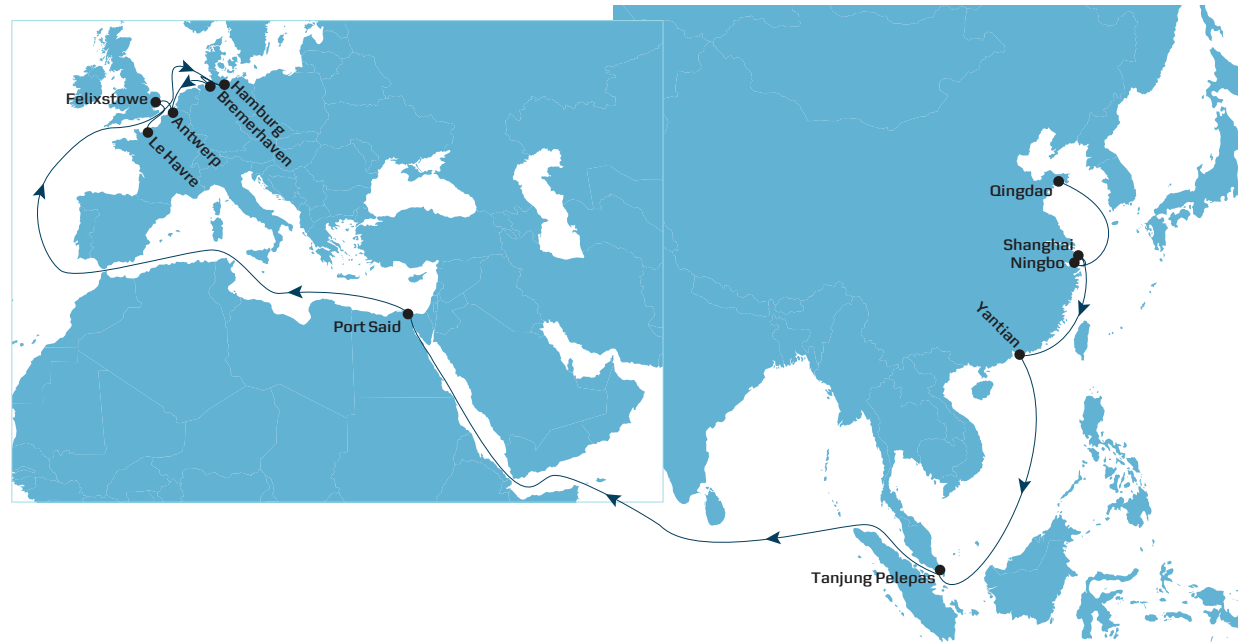 Felixstowe
Hamburg
Bremerhaven
Antwerp
Le Havre
Port Said
Qingdao
Shanghai
Ningbo
Yantian
Tanjung Pelepas